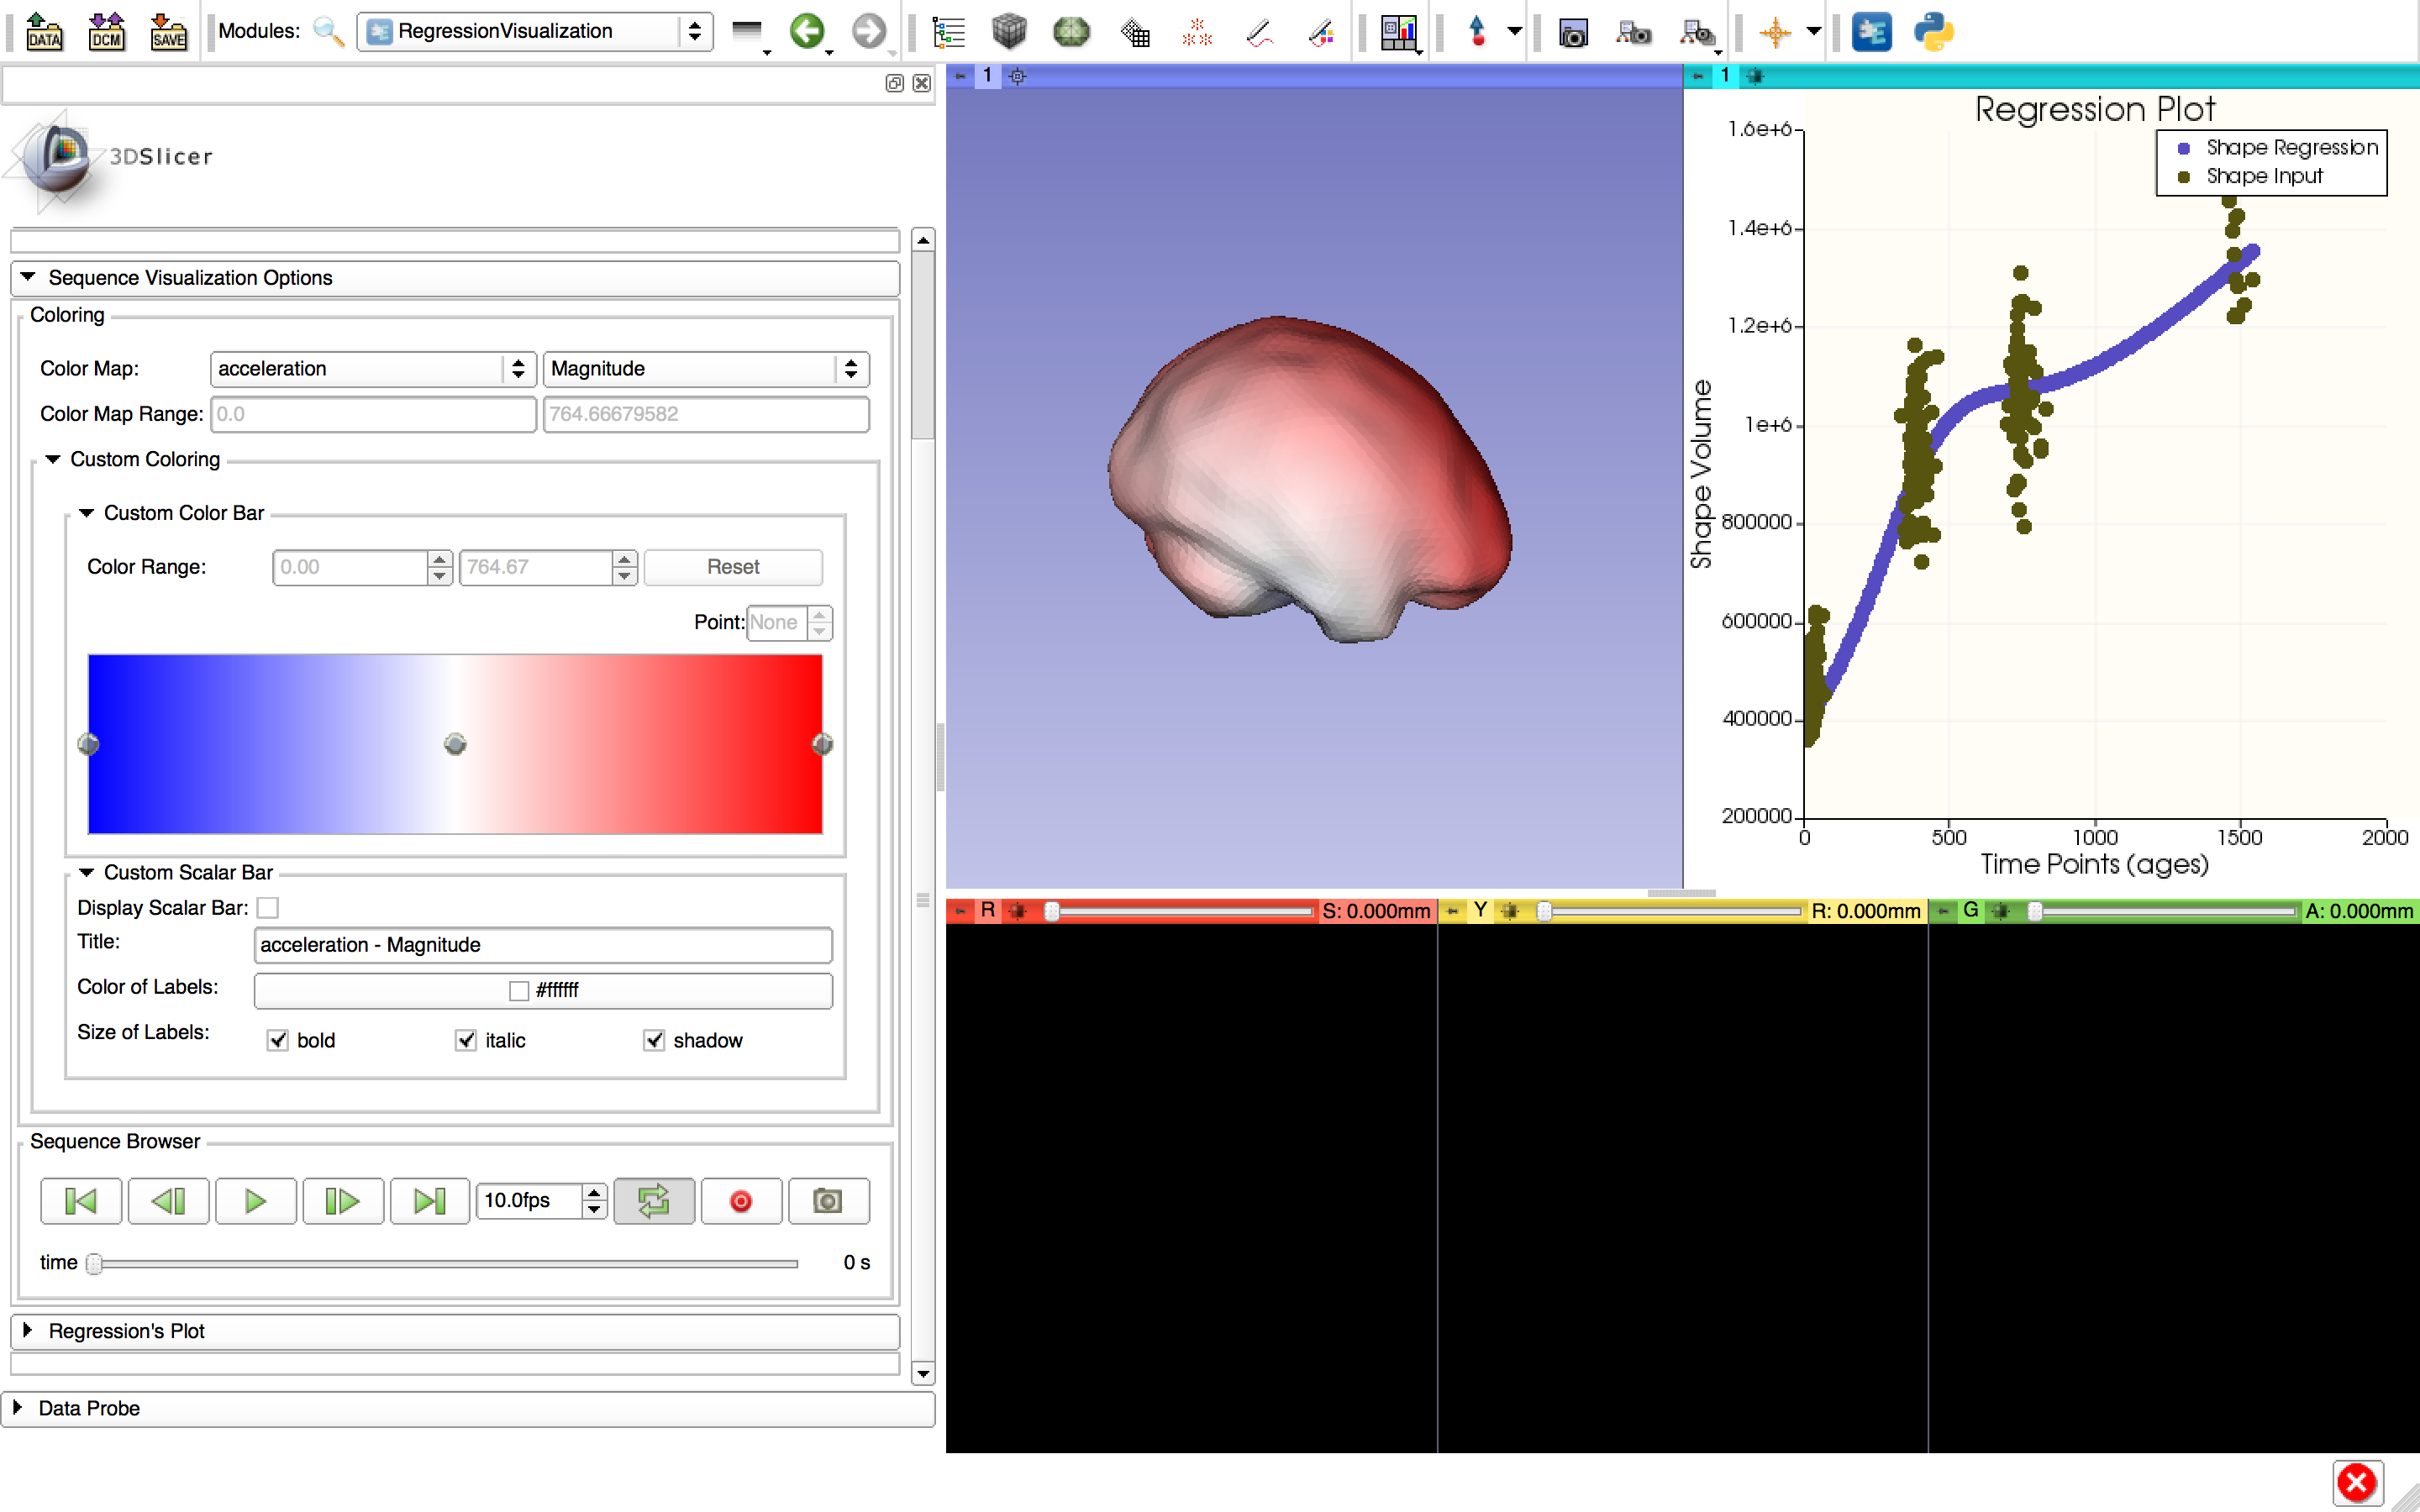 DATA DCM SAVE Modules: RegressionVisualization
1
1
3DSlicer
Sequence Visualization Options
Coloring
Color Map: acceleration Magnitude
Color Map Range: 0.0 764.66679582
Custom Coloring
Custom Color Bar
Color Range: 0.00 764.67 Reset
Point: None
Custom Scalar Bar
Display Scalar Bar:
Title: acceleration - Magnitude
Color of Labels: #ffffff
Size of Labels: bold italic shadow
Sequence Browser
10.0fps
time 0 s
Regression's Plot
Data Probe
Regression Plot
Shape Regression
Shape Input
1.6e+6
1.4e+6
1.2e+6
1e+6
800000
600000
400000
200000
Shape Volume
0 500 1000 1500 2000
Time Points (ages)
R S: 0.000mm
Y R: 0.000mm
G A: 0.000mm